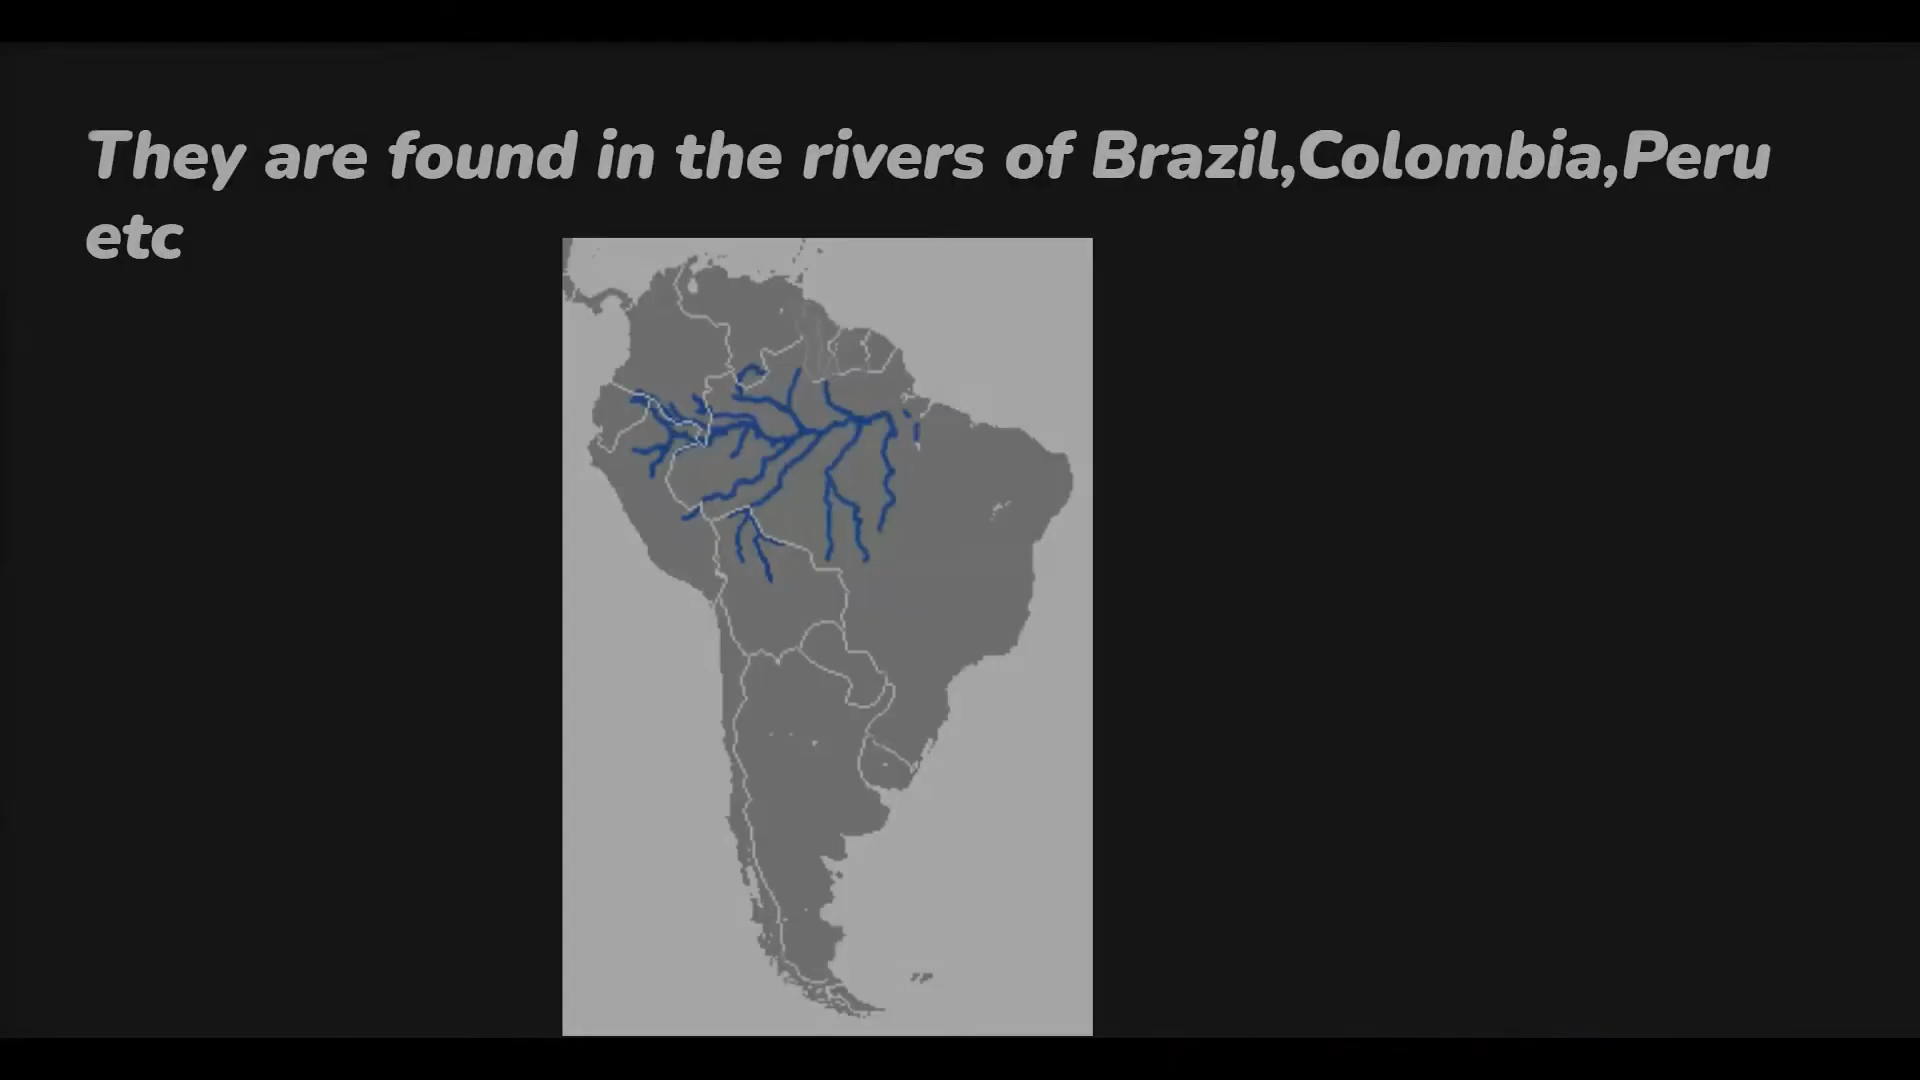 They are found in the rivers of Brazil,Colombia,Peru
etc